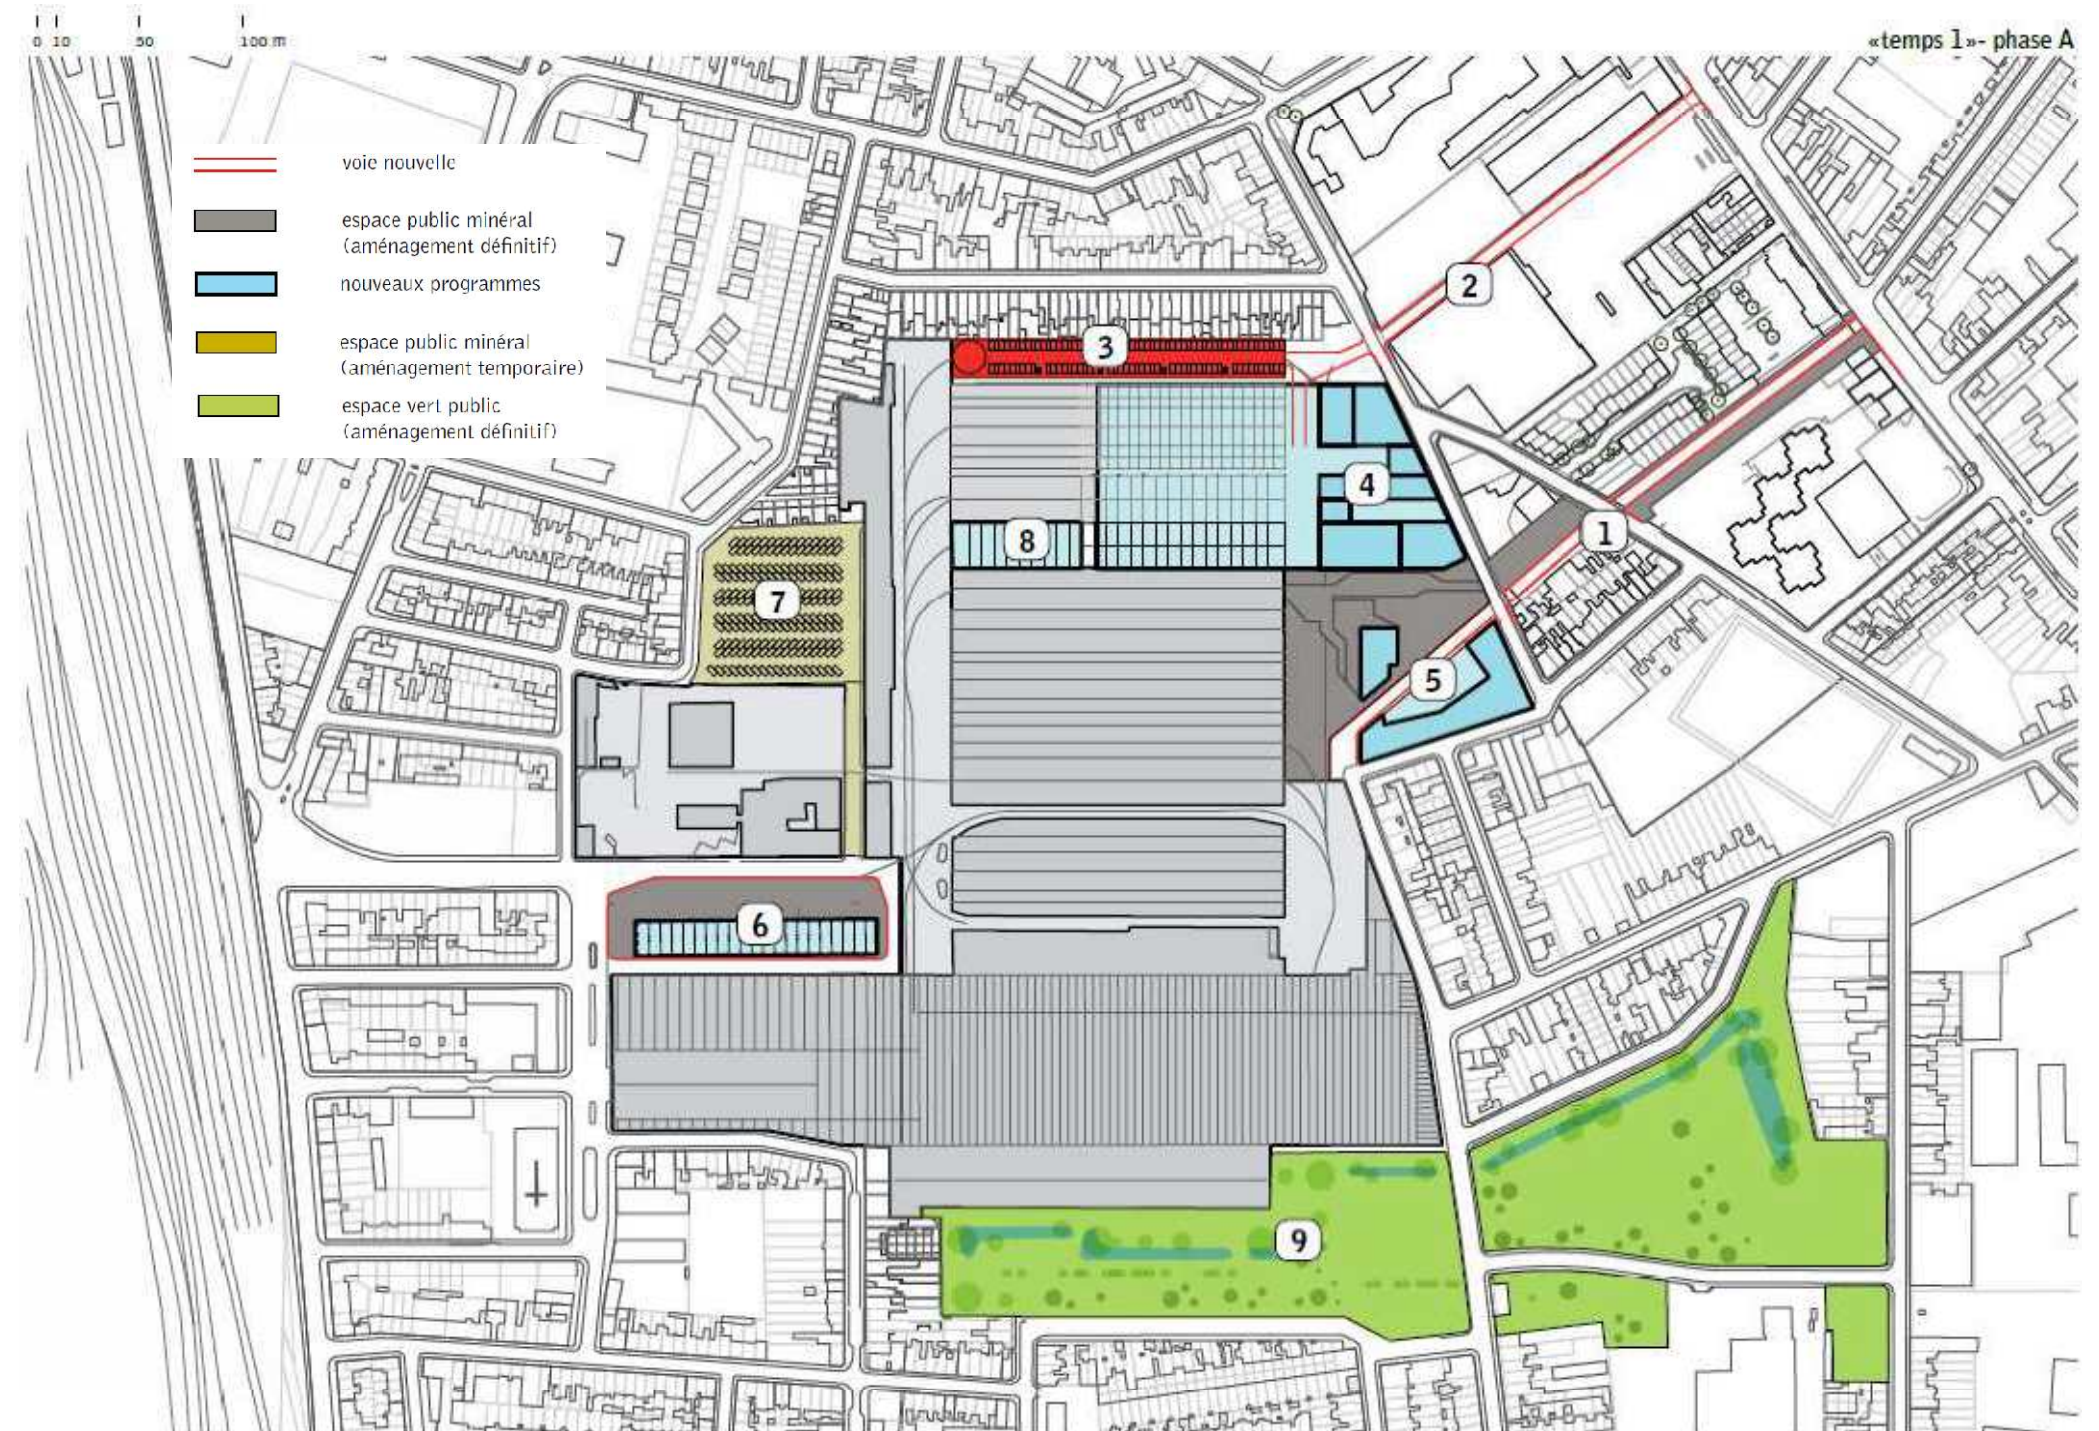 0 10 50 100 m
«temps 1»- phase A
voie nouvelle
espace public minéral
(aménagement définitif)
nouveaux programmes
espace public minéral
(aménagement temporaire)
espace vert public
(aménagement définitif)
2
3
4
1
8
7
5
6
9